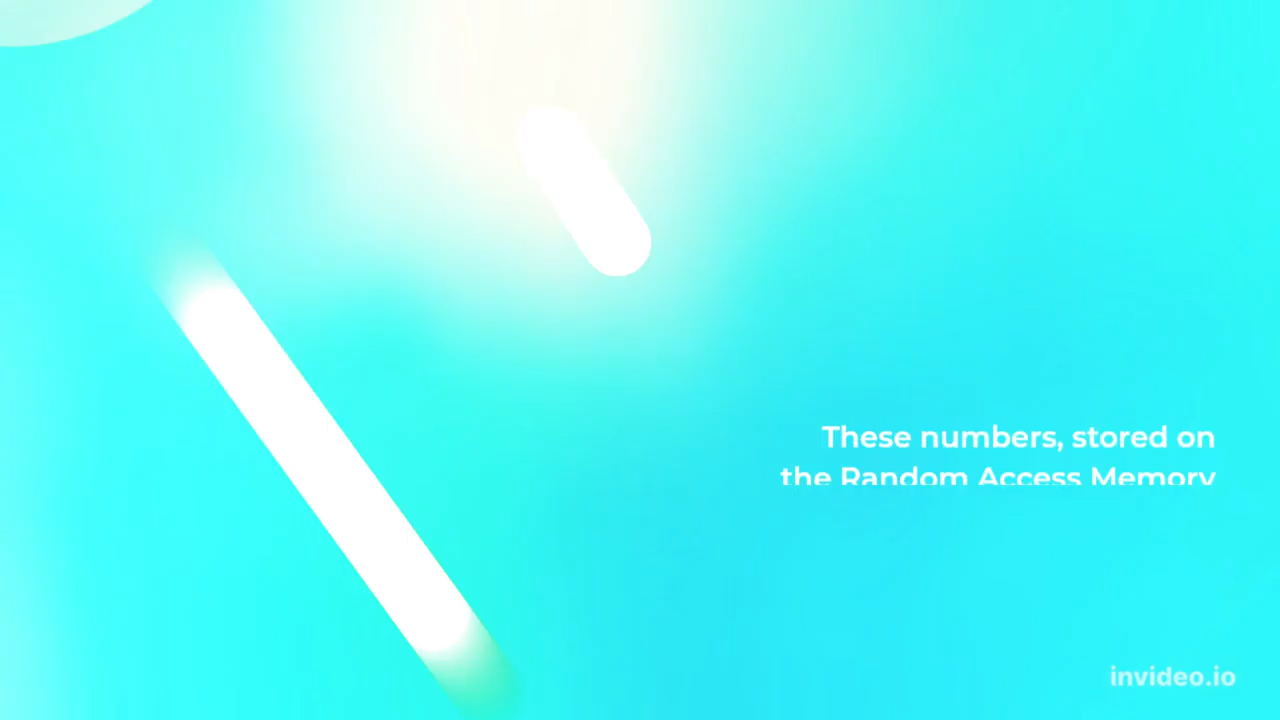 These numbers, stored on
the Random Access Memory
invideo.io